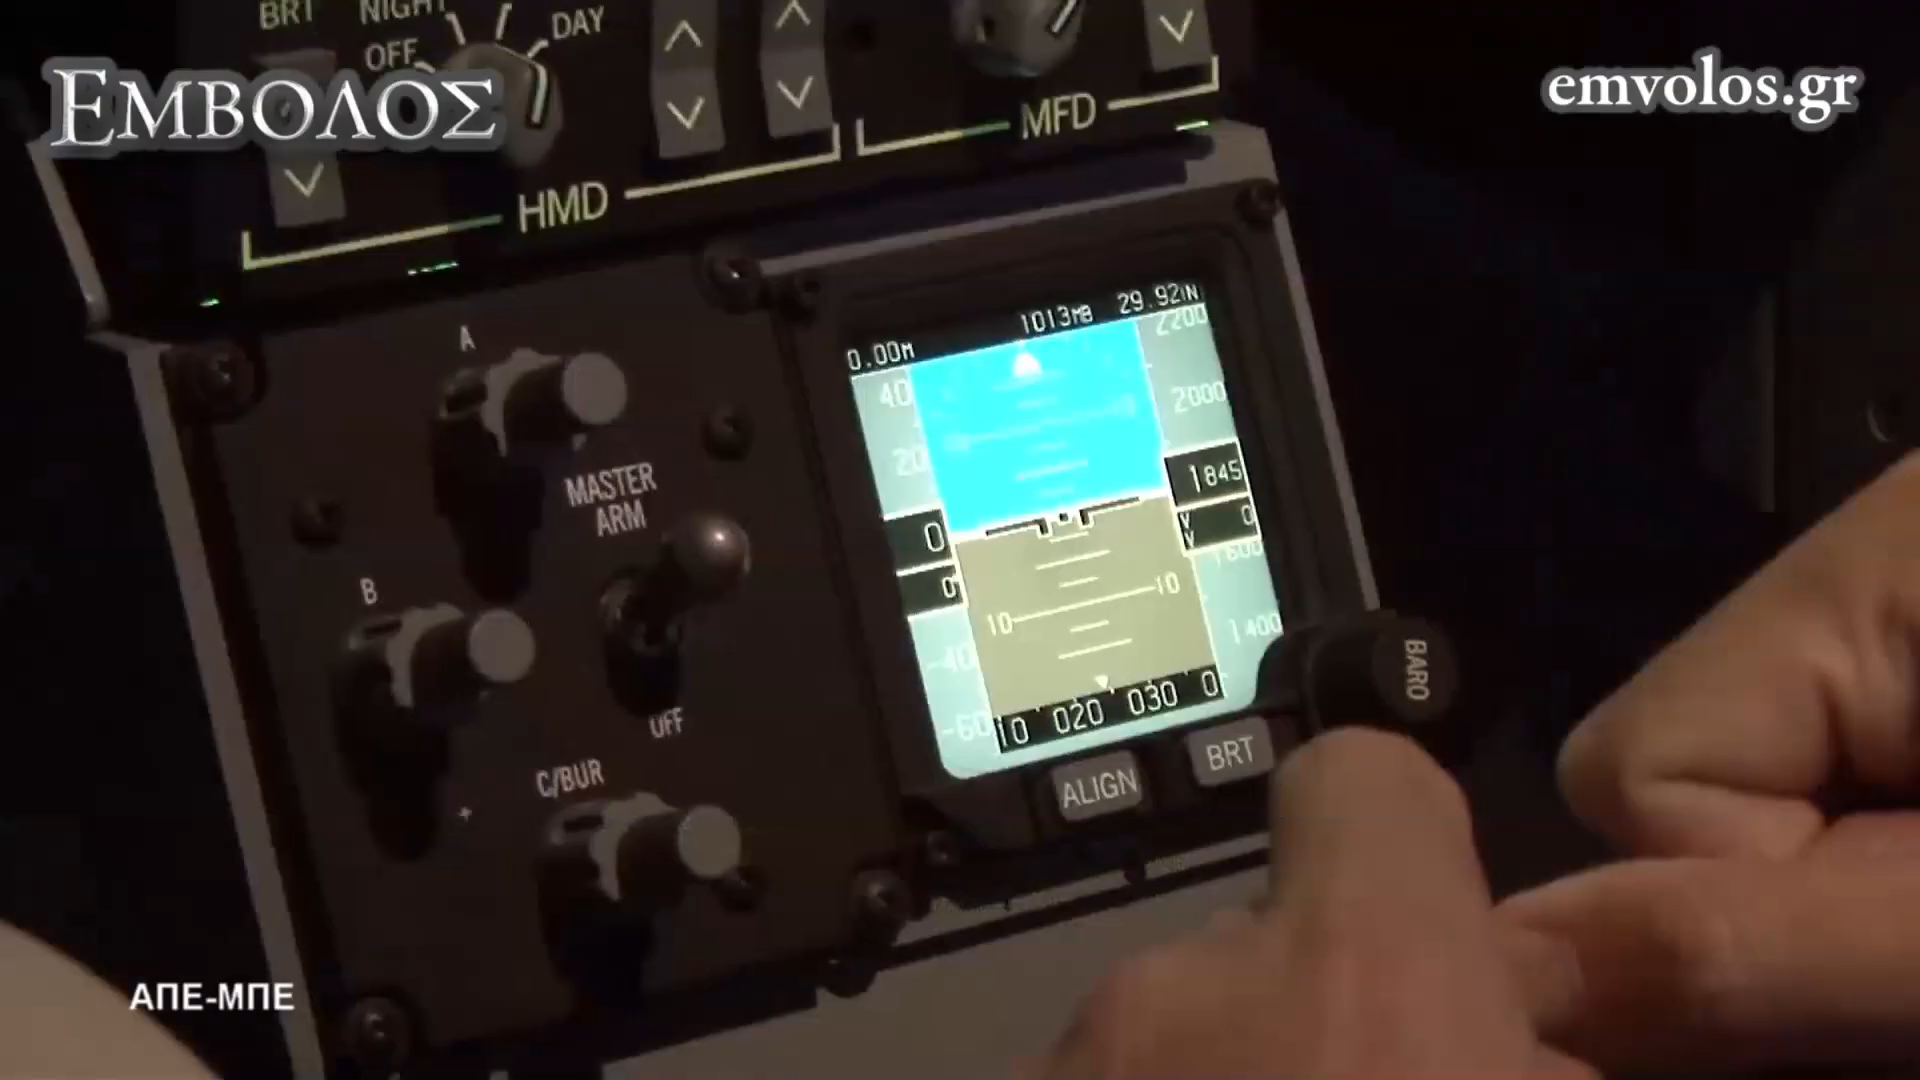 BRT
NIGHT
DAY
OFF
ΕΜΒΟΛΟΣ
emvolos.gr
MFD
HMD
1013MB 29.92IN
0.00M
2200
40
2000
20
1845
0
0
0
1600
10
10
1400
-40
-60
10 020 030 0
A
MASTER
ARM
B
OFF
C/BUR
BARO
ALIGN
BRT
ΑΠΕ-ΜΠΕ